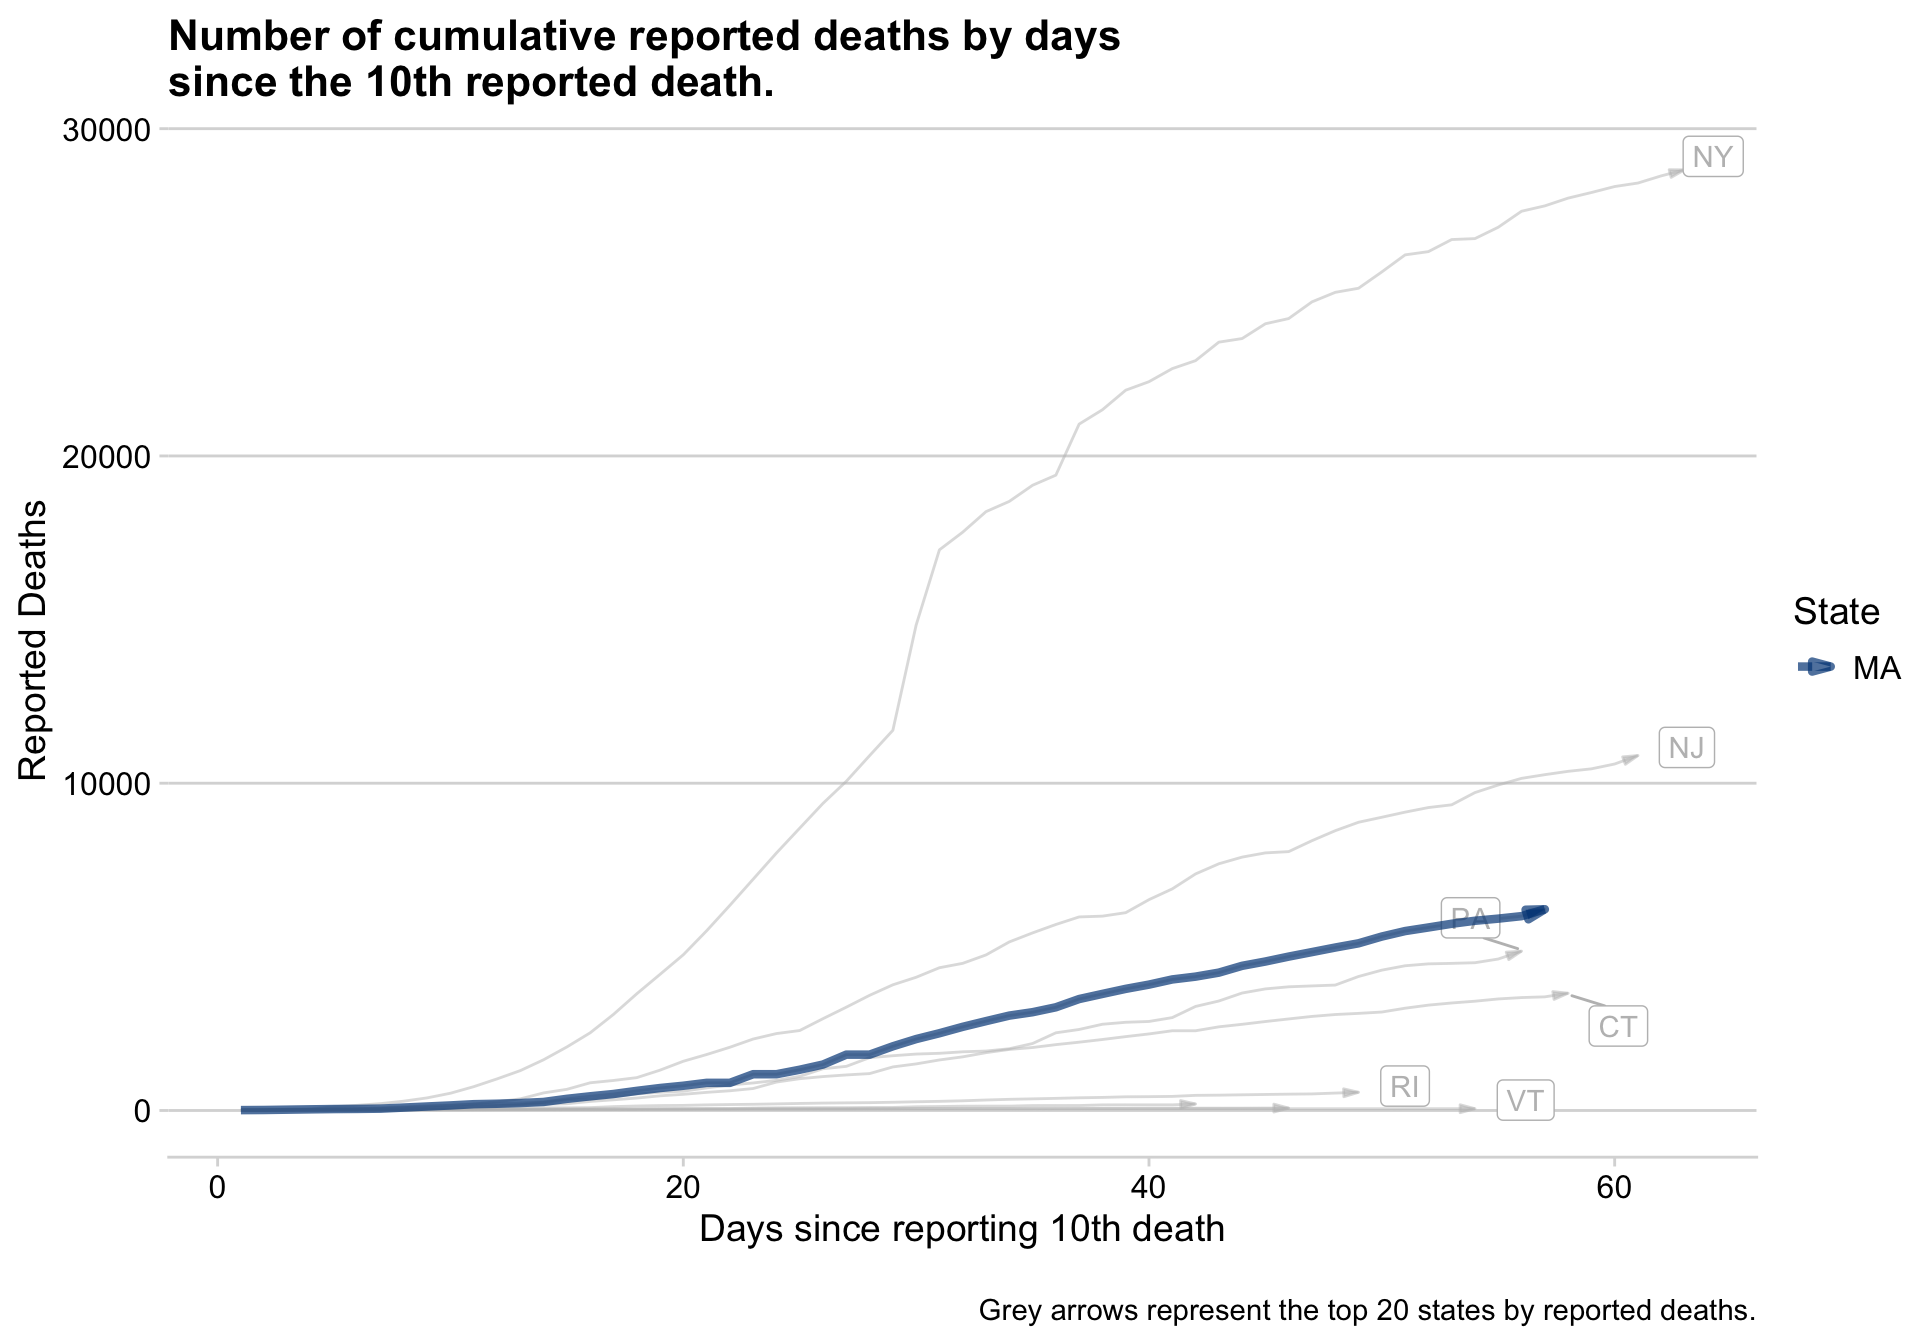 Number of cumulative reported deaths by days
since the 10th reported death.
30000
20000
10000
0
Reported Deaths
NY
NJ
PA
CT
RI
VT
State
MA
0
20
40
60
Days since reporting 10th death
Grey arrows represent the top 20 states by reported deaths.